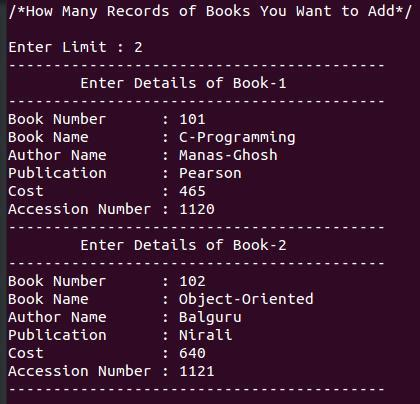 /*How Many Records of Books You Want to Add*/
Enter Limit : 2
------------------------------------------
Enter Details of Book-1
------------------------------------------
Book Number : 101
Book Name : C-Programming
Author Name : Manas-Ghosh
Publication : Pearson
Cost : 465
Accession Number : 1120
------------------------------------------
Enter Details of Book-2
------------------------------------------
Book Number : 102
Book Name : Object-Oriented
Author Name : Balguru
Publication : Nirali
Cost : 640
Accession Number : 1121
------------------------------------------